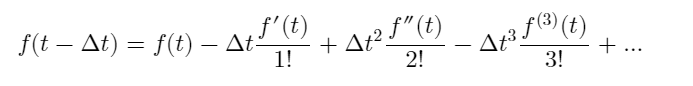 f(t − Δt) = f(t) − Δt f′(t)/1! + Δt² f″(t)/2! − Δt³ f⁽³⁾(t)/3! + ...